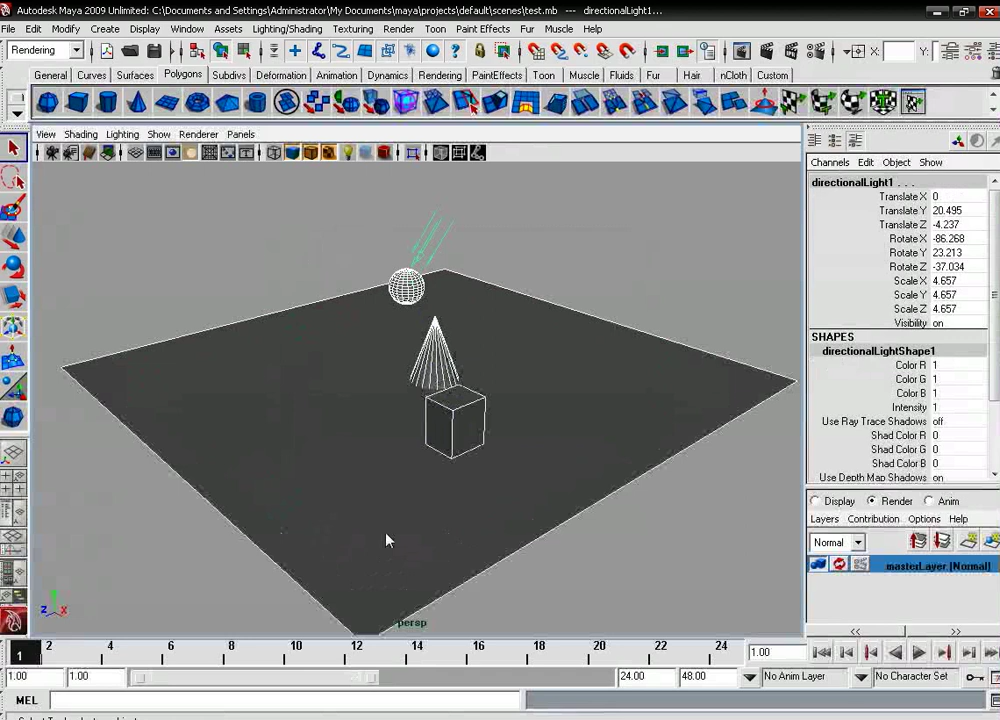 Autodesk Maya 2009 Unlimited: C:\Documents and Settings\Administrator\My Documents\maya\projects\default\scenes\test.mb --- directionalLight1...
File Edit Modify Create Display Window Assets Lighting/Shading Texturing Render Toon Paint Effects Fur Muscle Help
Rendering X: Y:
General Curves Surfaces Polygons Subdivs Deformation Animation Dynamics Rendering PaintEffects Toon Muscle Fluids Fur Hair nCloth Custom
View Shading Lighting Show Renderer Panels
Channels Edit Object Show
directionalLight1 . . .
Translate X 0
Translate Y 20.495
Translate Z -4.237
Rotate X -86.268
Rotate Y 23.213
Rotate Z -37.034
Scale X 4.657
Scale Y 4.657
Scale Z 4.657
Visibility on
SHAPES
directionalLightShape1
Color R 1
Color G 1
Color B 1
Intensity 1
Use Ray Trace Shadows off
Shad Color R 0
Shad Color G 0
Shad Color B 0
Use Depth Map Shadows on
Display Render Anim
Layers Contribution Options Help
Normal
masterLayer [Normal]
z x
persp
<< >>
1 2 4 6 8 10 12 14 16 18 20 22 24 1.00
1.00 1.00 24.00 48.00 No Anim Layer No Character Set
MEL